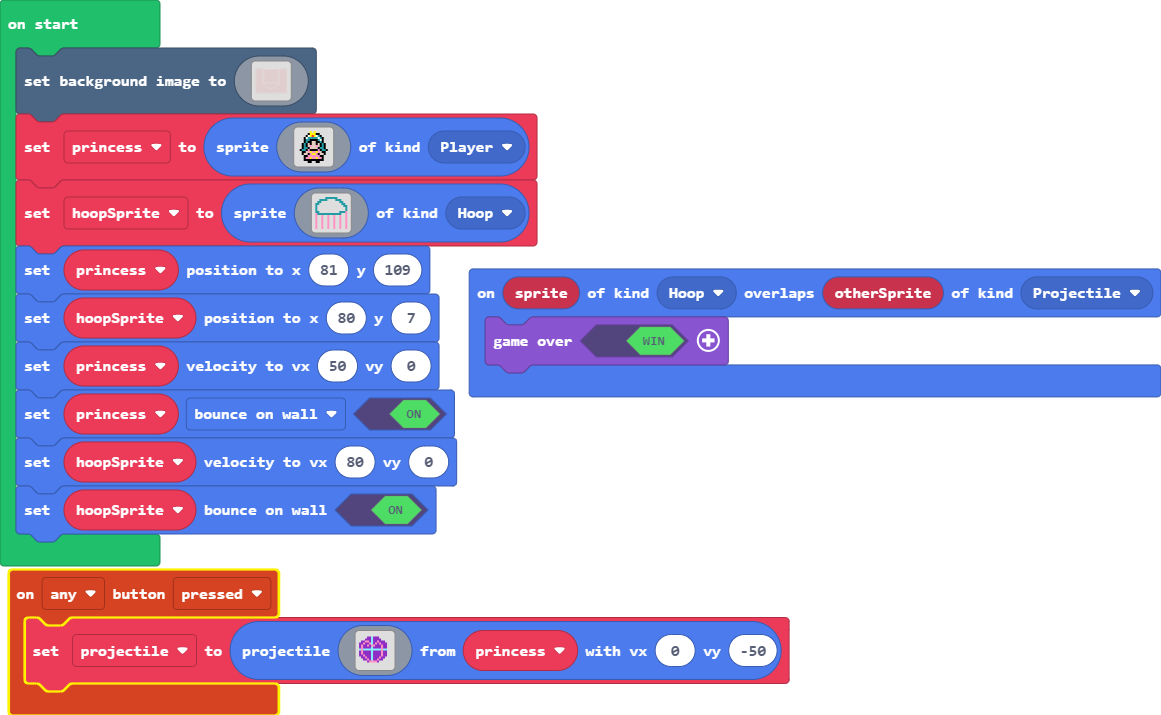 on start
set background image to
set princess to sprite of kind Player
set hoopSprite to sprite of kind Hoop
set princess position to x 81 y 109
set hoopSprite position to x 80 y 7
set princess velocity to vx 50 vy 0
set princess bounce on wall ON
set hoopSprite velocity to vx 80 vy 0
set hoopSprite bounce on wall ON
on sprite of kind Hoop overlaps otherSprite of kind Projectile
game over WIN
on any button pressed
set projectile to projectile from princess with vx 0 vy -50